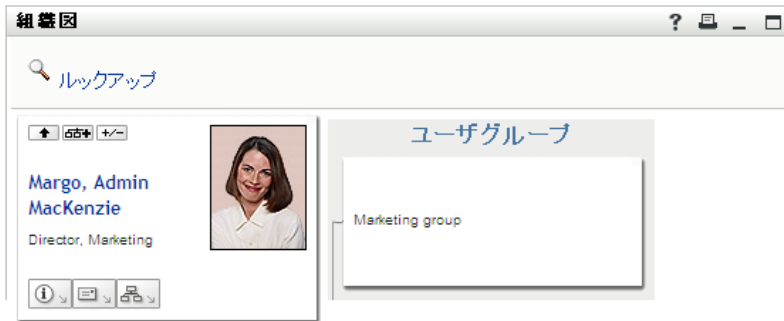 組織図
?
ルックアップ
+/-
Margo, Admin
MacKenzie
Director, Marketing
ユーザグループ
Marketing group